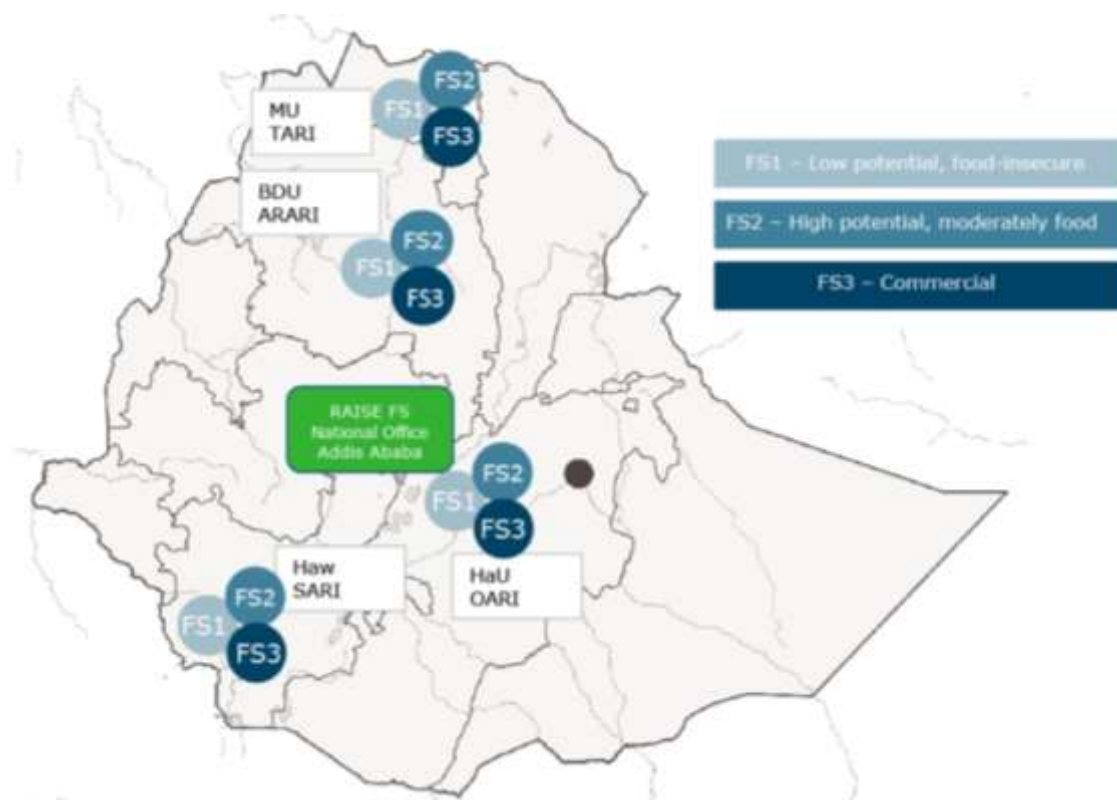 FS2
FS1
FS3
MU
TARI
BDU
ARARI
FS2
FS1
FS3
RAISE FS
National Office
Addis Ababa
FS2
FS1
FS3
Haw
SARI
HaU
OARI
FS2
FS1
FS3
FS1 – Low potential, food-insecure
FS2 – High potential, moderately food
FS3 – Commercial